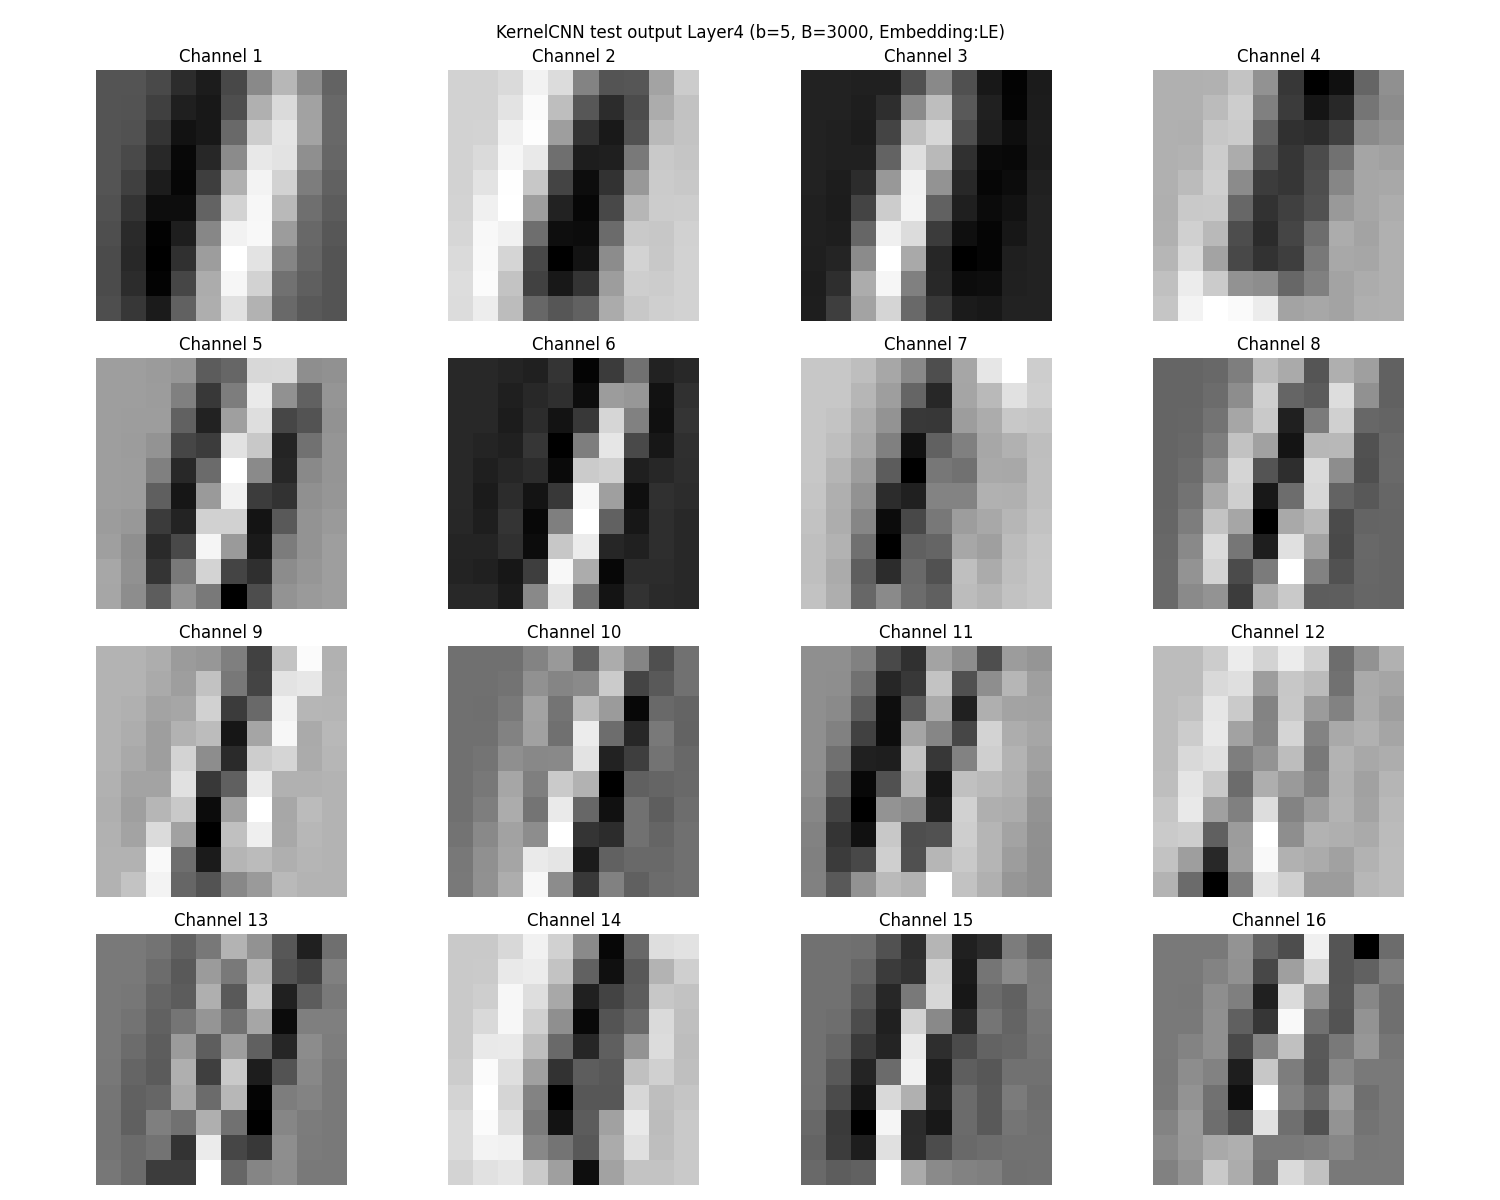 KernelCNN test output Layer4 (b=5, B=3000, Embedding:LE)
Channel 1
Channel 2
Channel 3
Channel 4
Channel 5
Channel 6
Channel 7
Channel 8
Channel 9
Channel 10
Channel 11
Channel 12
Channel 13
Channel 14
Channel 15
Channel 16